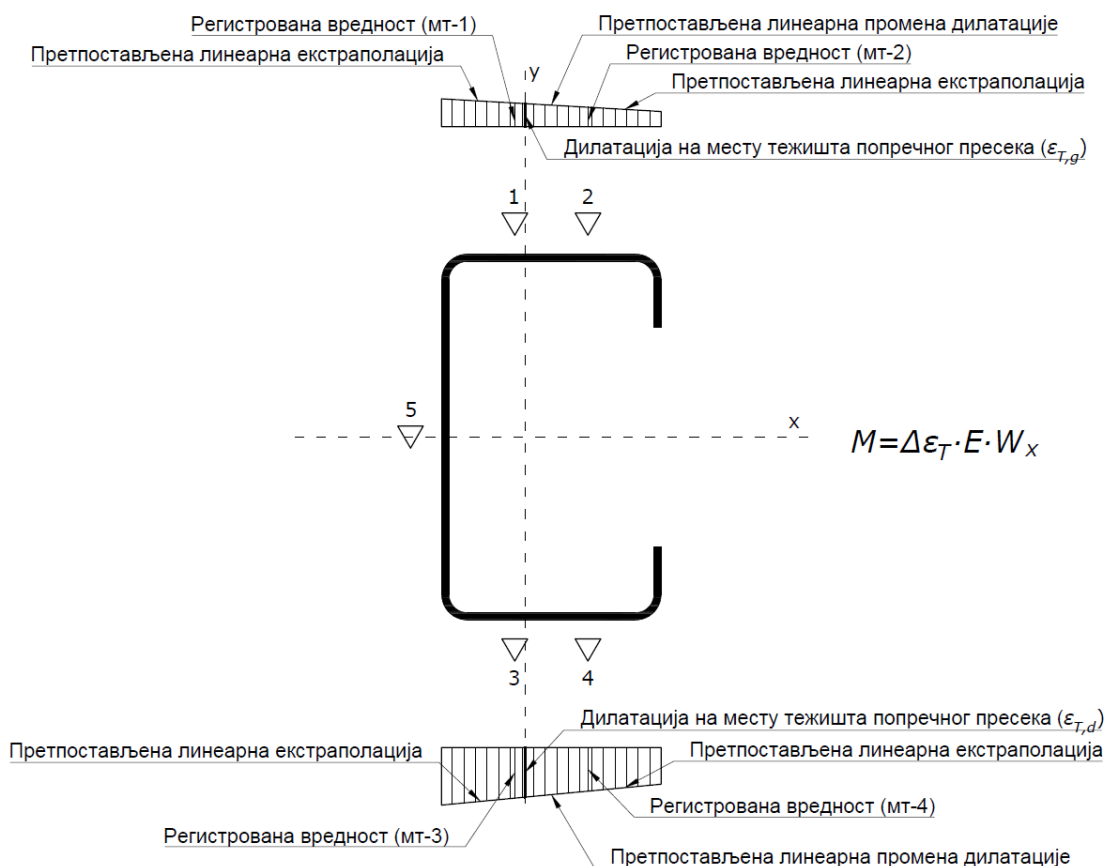 Регистрована вредност (мт-1)
Претпостављена линеарна промена дилатације
Претпостављена линеарна екстраполација
Регистрована вредност (мт-2)
y
Претпостављена линеарна екстраполација
Дилатација на месту тежишта попречног пресека (εT,g)
1
2
5
x
M=ΔεT·E·Wx
3
4
Дилатација на месту тежишта попречног пресека (εT,d)
Претпостављена линеарна екстраполација
Претпостављена линеарна екстраполација
Регистрована вредност (мт-4)
Регистрована вредност (мт-3)
Претпостављена линеарна промена дилатације